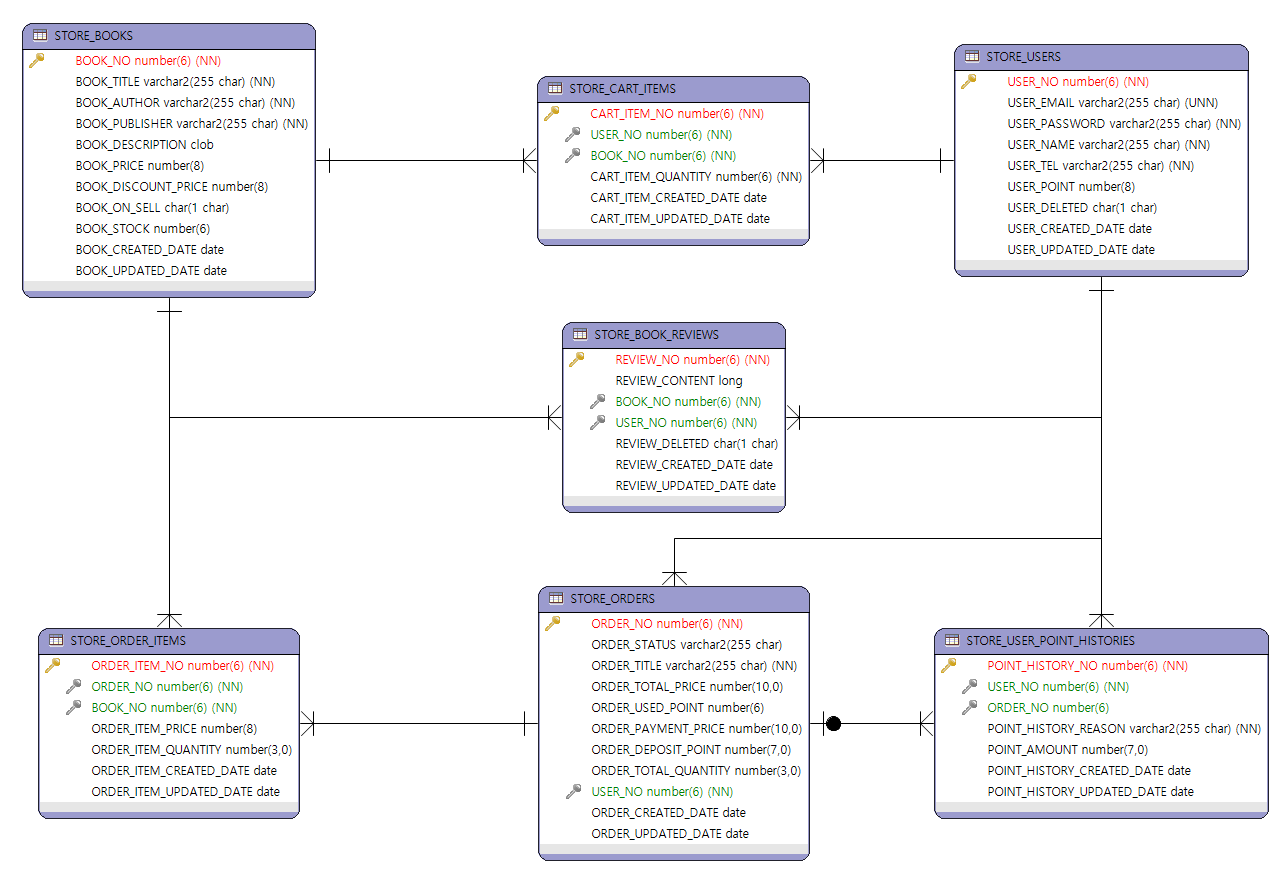 STORE_BOOKS
BOOK_NO number(6) (NN)
BOOK_TITLE varchar2(255 char) (NN)
BOOK_AUTHOR varchar2(255 char) (NN)
BOOK_PUBLISHER varchar2(255 char) (NN)
BOOK_DESCRIPTION clob
BOOK_PRICE number(8)
BOOK_DISCOUNT_PRICE number(8)
BOOK_ON_SELL char(1 char)
BOOK_STOCK number(6)
BOOK_CREATED_DATE date
BOOK_UPDATED_DATE date
STORE_CART_ITEMS
CART_ITEM_NO number(6) (NN)
USER_NO number(6) (NN)
BOOK_NO number(6) (NN)
CART_ITEM_QUANTITY number(6) (NN)
CART_ITEM_CREATED_DATE date
CART_ITEM_UPDATED_DATE date
STORE_USERS
USER_NO number(6) (NN)
USER_EMAIL varchar2(255 char) (UNN)
USER_PASSWORD varchar2(255 char) (NN)
USER_NAME varchar2(255 char) (NN)
USER_TEL varchar2(255 char) (NN)
USER_POINT number(8)
USER_DELETED char(1 char)
USER_CREATED_DATE date
USER_UPDATED_DATE date
STORE_BOOK_REVIEWS
REVIEW_NO number(6) (NN)
REVIEW_CONTENT long
BOOK_NO number(6) (NN)
USER_NO number(6) (NN)
REVIEW_DELETED char(1 char)
REVIEW_CREATED_DATE date
REVIEW_UPDATED_DATE date
STORE_ORDER_ITEMS
ORDER_ITEM_NO number(6) (NN)
ORDER_NO number(6) (NN)
BOOK_NO number(6) (NN)
ORDER_ITEM_PRICE number(8)
ORDER_ITEM_QUANTITY number(3,0)
ORDER_ITEM_CREATED_DATE date
ORDER_ITEM_UPDATED_DATE date
STORE_ORDERS
ORDER_NO number(6) (NN)
ORDER_STATUS varchar2(255 char)
ORDER_TITLE varchar2(255 char) (NN)
ORDER_TOTAL_PRICE number(10,0)
ORDER_USED_POINT number(6)
ORDER_PAYMENT_PRICE number(10,0)
ORDER_DEPOSIT_POINT number(7,0)
ORDER_TOTAL_QUANTITY number(3,0)
USER_NO number(6) (NN)
ORDER_CREATED_DATE date
ORDER_UPDATED_DATE date
STORE_USER_POINT_HISTORIES
POINT_HISTORY_NO number(6) (NN)
USER_NO number(6) (NN)
ORDER_NO number(6)
POINT_HISTORY_REASON varchar2(255 char) (NN)
POINT_AMOUNT number(7,0)
POINT_HISTORY_CREATED_DATE date
POINT_HISTORY_UPDATED_DATE date